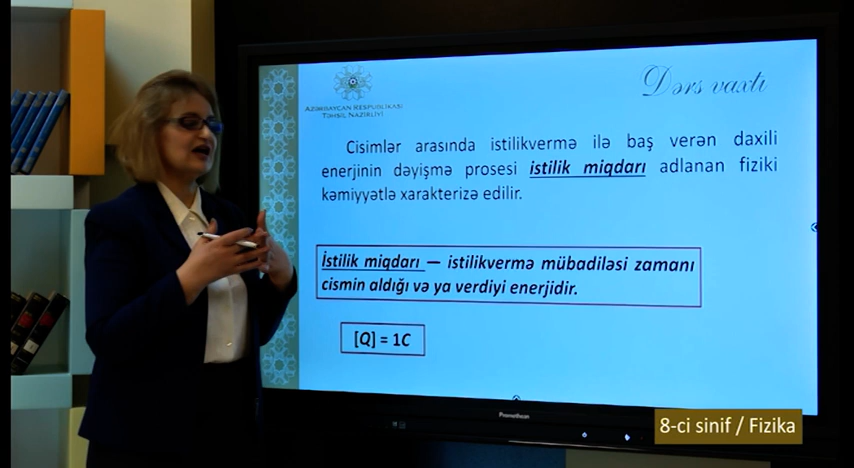 Dərs vaxtı
AZƏRBAYCAN RESPUBLİKASI
TƏHSİL NAZİRLİYİ
Cisimlər arasında istilikvermə ilə baş verən daxili
enerjinin dəyişmə prosesi istilik miqdarı adlanan fiziki
kəmiyyətlə xarakterizə edilir.
İstilik miqdarı — istilikvermə mübadiləsi zamanı
cismin aldığı və ya verdiyi enerjidir.
[Q] = 1C
Promethean
8-ci sinif / Fizika